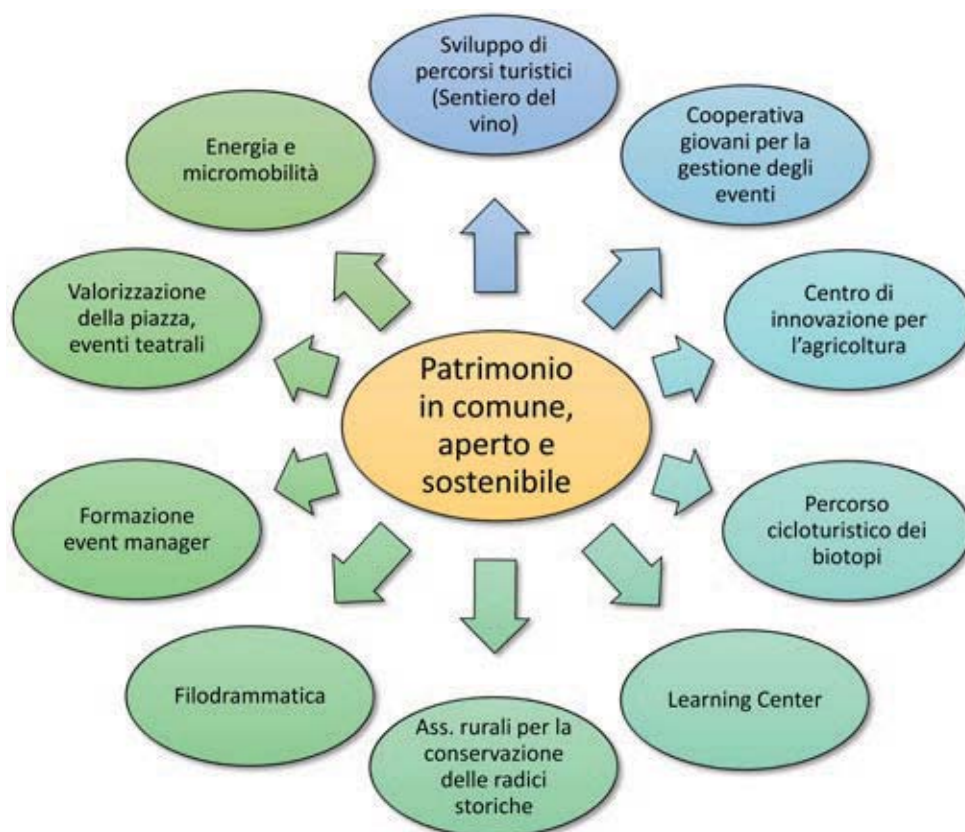 Sviluppo di
percorsi turistici
(Sentiero del
vino)
Cooperativa
giovani per la
gestione degli
eventi
Centro di
innovazione per
l'agricoltura
Percorso
cicloturistico dei
biotopi
Learning Center
Ass. rurali per la
conservazione
delle radici
storiche
Filodrammatica
Formazione
event manager
Valorizzazione
della piazza,
eventi teatrali
Energia e
micromobilità
Patrimonio
in comune,
aperto e
sostenibile